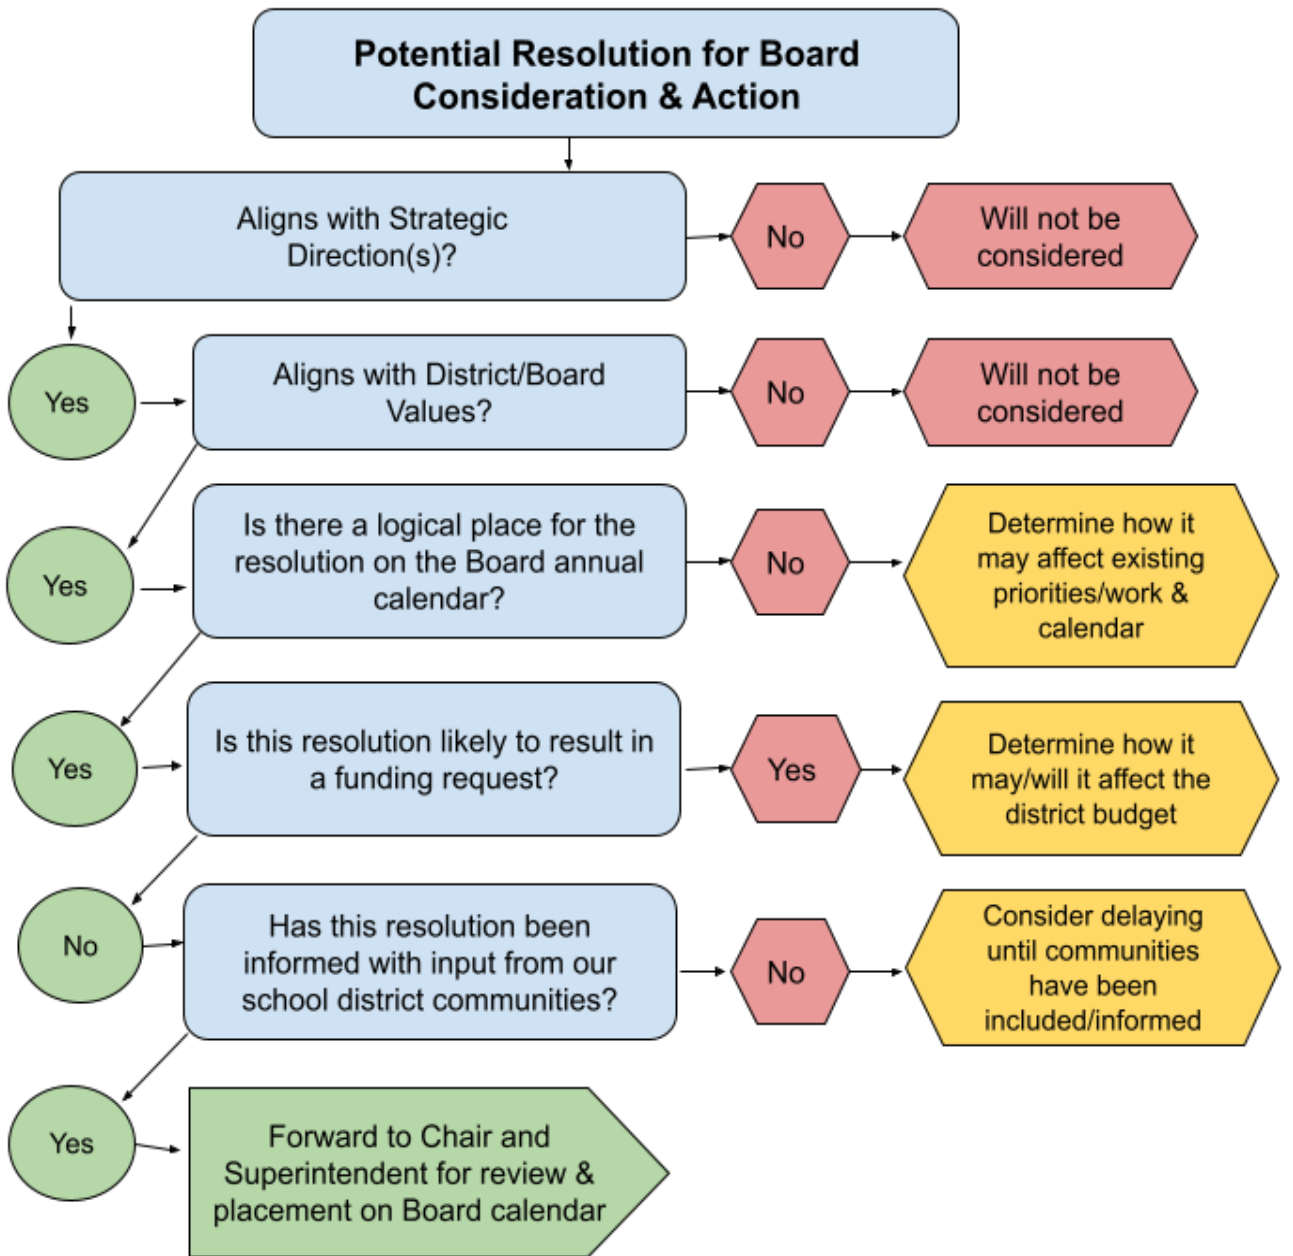 Potential Resolution for Board
Consideration & Action
Aligns with Strategic
Direction(s)?
No
Will not be
considered
Yes
Aligns with District/Board
Values?
No
Will not be
considered
Yes
Is there a logical place for the
resolution on the Board annual
calendar?
No
Determine how it
may affect existing
priorities/work &
calendar
Yes
Is this resolution likely to result in
a funding request?
Yes
Determine how it
may/will it affect the
district budget
No
Has this resolution been
informed with input from our
school district communities?
No
Consider delaying
until communities
have been
included/informed
Yes
Forward to Chair and
Superintendent for review &
placement on Board calendar